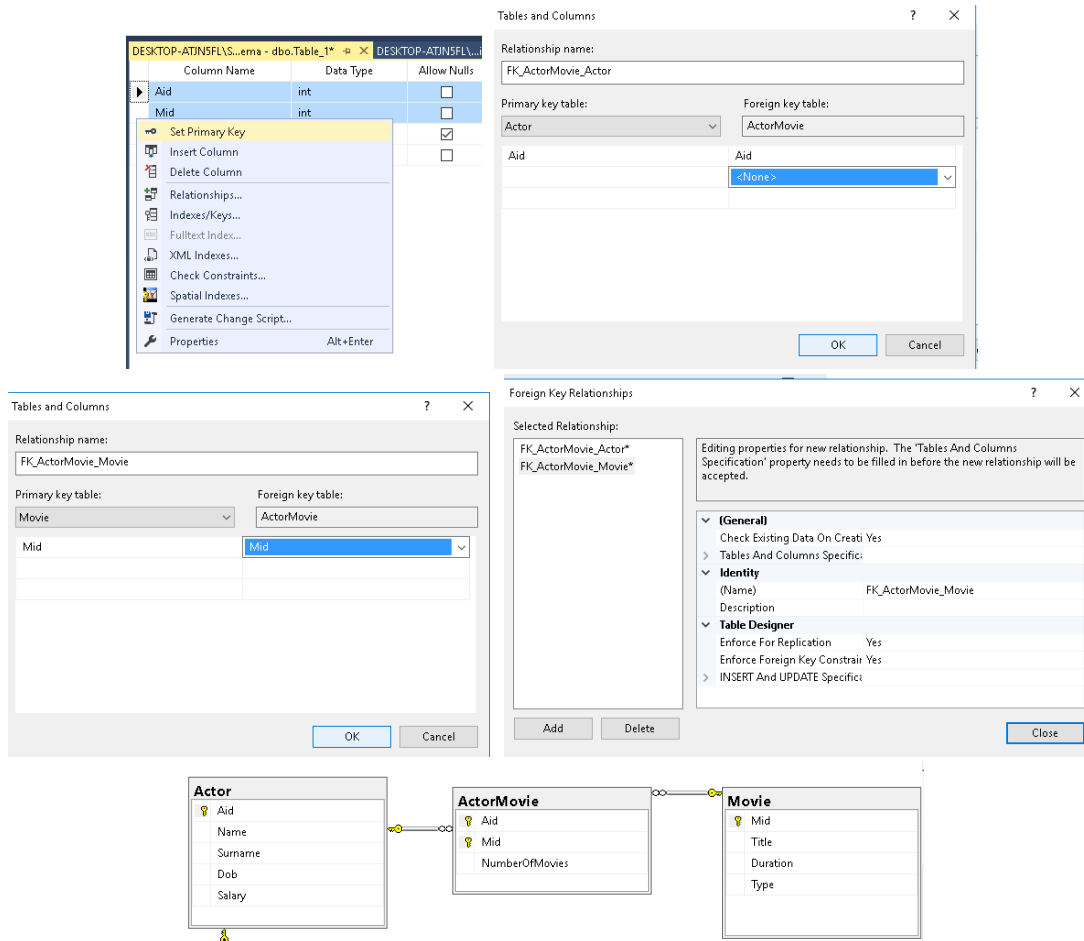 DESKTOP-ATJN5FL\S...ema - dbo.Table_1* DESKTOP-ATJN5FL\...i
Column Name Data Type Allow Nulls
Aid int
Mid int
Set Primary Key
Insert Column
Delete Column
Relationships...
Indexes/Keys...
Fulltext Index...
XML Indexes...
Check Constraints...
Spatial Indexes...
Generate Change Script...
Properties Alt+Enter
Tables and Columns ?
Relationship name:
FK_ActorMovie_Actor
Primary key table: Foreign key table:
Actor ActorMovie
Aid Aid
<None>
OK Cancel
Tables and Columns ?
Relationship name:
FK_ActorMovie_Movie
Primary key table: Foreign key table:
Movie ActorMovie
Mid Mid
OK Cancel
Foreign Key Relationships ?
Selected Relationship:
FK_ActorMovie_Actor*
FK_ActorMovie_Movie*
Add Delete
Editing properties for new relationship. The 'Tables And Columns
Specification' property needs to be filled in before the new relationship will be
accepted.
(General)
Check Existing Data On Creati Yes
Tables And Columns Specific
Identity
(Name) FK_ActorMovie_Movie
Description
Table Designer
Enforce For Replication Yes
Enforce Foreign Key Constrair Yes
INSERT And UPDATE Specifica
Close
Actor
Aid
Name
Surname
Dob
Salary
ActorMovie
Aid
Mid
NumberOfMovies
Movie
Mid
Title
Duration
Type